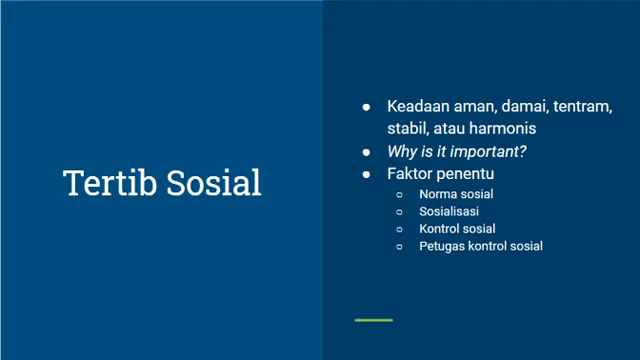 Tertib Sosial
● Keadaan aman, damai, tentram,
stabil, atau harmonis
● Why is it important?
● Faktor penentu
○ Norma sosial
○ Sosialisasi
○ Kontrol sosial
○ Petugas kontrol sosial